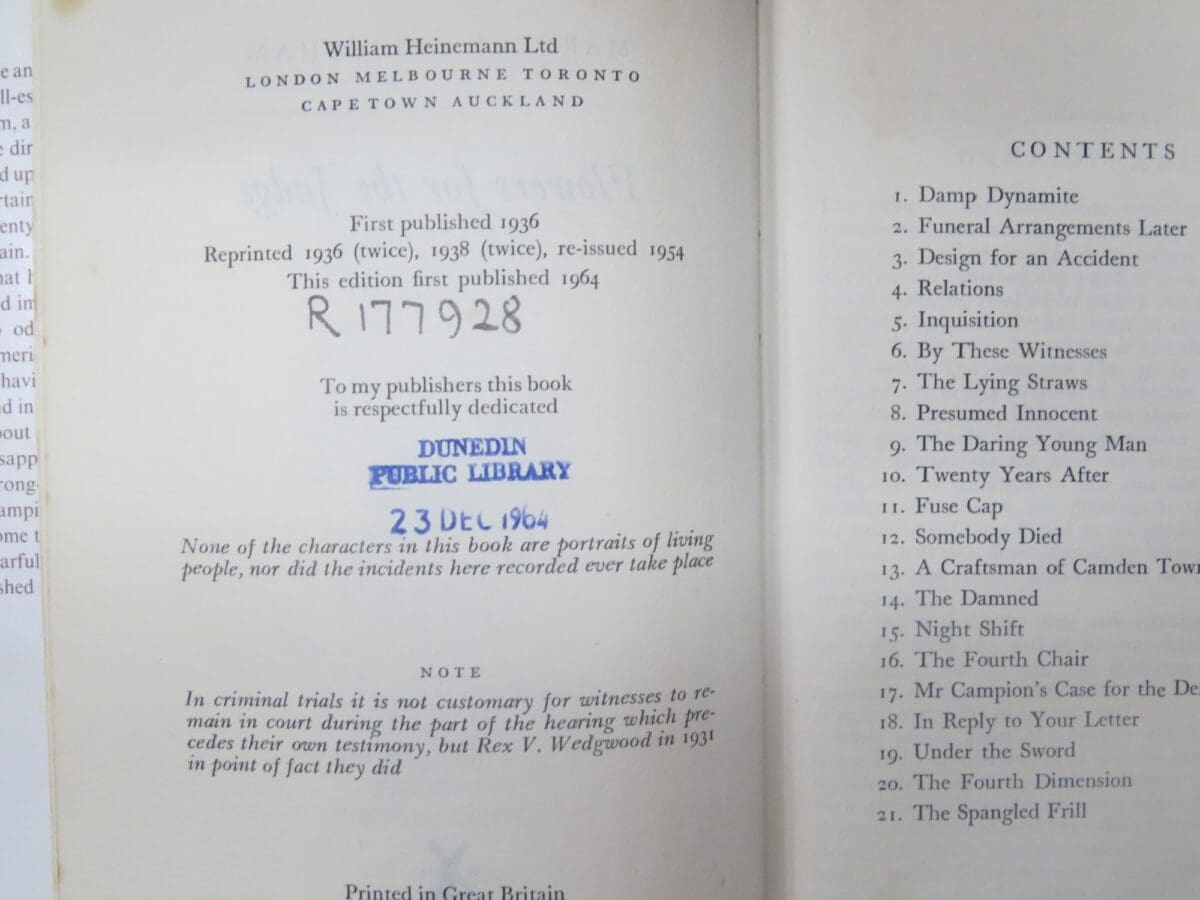 William Heinemann Ltd
LONDON MELBOURNE TORONTO
CAPE TOWN AUCKLAND
First published 1936
Reprinted 1936 (twice), 1938 (twice), re-issued 1954
This edition first published 1964
R 177928
To my publishers this book
is respectfully dedicated
DUNEDIN
PUBLIC LIBRARY
23 DEC 1964
None of the characters in this book are portraits of living
people, nor did the incidents here recorded ever take place
NOTE
In criminal trials it is not customary for witnesses to re-
main in court during the part of the hearing which pre-
cedes their own testimony, but Rex V. Wedgwood in 1931
in point of fact they did
Printed in Great Britain
CONTENTS
1. Damp Dynamite
2. Funeral Arrangements Later
3. Design for an Accident
4. Relations
5. Inquisition
6. By These Witnesses
7. The Lying Straws
8. Presumed Innocent
9. The Daring Young Man
10. Twenty Years After
11. Fuse Cap
12. Somebody Died
13. A Craftsman of Camden Town
14. The Damned
15. Night Shift
16. The Fourth Chair
17. Mr Campion's Case for the De
18. In Reply to Your Letter
19. Under the Sword
20. The Fourth Dimension
21. The Spangled Frill